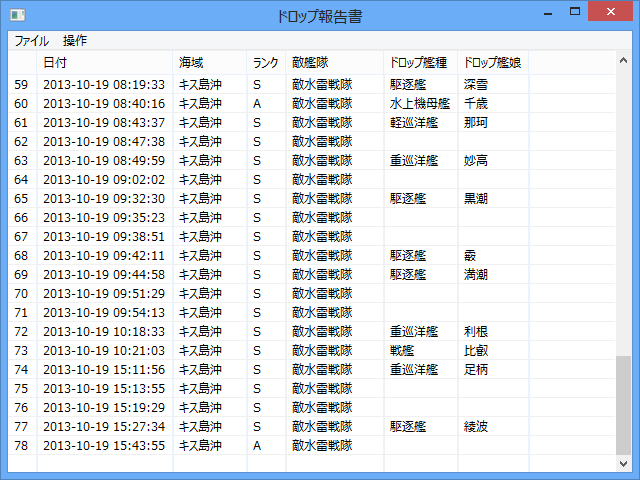 ドロップ報告書
ファイル 操作
日付 海域 ランク 敵艦隊 ドロップ艦種 ドロップ艦娘
59 2013-10-19 08:19:33 キス島沖 S 敵水雷戦隊 駆逐艦 深雪
60 2013-10-19 08:40:16 キス島沖 A 敵水雷戦隊 水上機母艦 千歳
61 2013-10-19 08:43:37 キス島沖 S 敵水雷戦隊 軽巡洋艦 那珂
62 2013-10-19 08:47:38 キス島沖 S 敵水雷戦隊
63 2013-10-19 08:49:59 キス島沖 S 敵水雷戦隊 重巡洋艦 妙高
64 2013-10-19 09:02:02 キス島沖 S 敵水雷戦隊
65 2013-10-19 09:32:30 キス島沖 S 敵水雷戦隊 駆逐艦 黒潮
66 2013-10-19 09:35:23 キス島沖 S 敵水雷戦隊
67 2013-10-19 09:38:51 キス島沖 S 敵水雷戦隊
68 2013-10-19 09:42:11 キス島沖 S 敵水雷戦隊 駆逐艦 霰
69 2013-10-19 09:44:58 キス島沖 S 敵水雷戦隊 駆逐艦 満潮
70 2013-10-19 09:51:29 キス島沖 S 敵水雷戦隊
71 2013-10-19 09:54:13 キス島沖 S 敵水雷戦隊
72 2013-10-19 10:18:33 キス島沖 S 敵水雷戦隊 重巡洋艦 利根
73 2013-10-19 10:21:03 キス島沖 S 敵水雷戦隊 戦艦 比叡
74 2013-10-19 15:11:56 キス島沖 S 敵水雷戦隊 重巡洋艦 足柄
75 2013-10-19 15:13:55 キス島沖 S 敵水雷戦隊
76 2013-10-19 15:19:29 キス島沖 S 敵水雷戦隊
77 2013-10-19 15:27:34 キス島沖 S 敵水雷戦隊 駆逐艦 綾波
78 2013-10-19 15:43:55 キス島沖 A 敵水雷戦隊